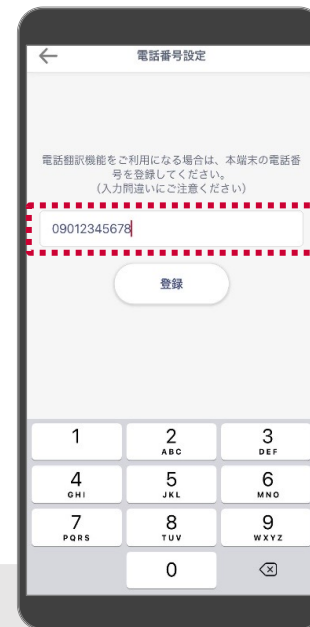 電話番号設定
電話翻訳機能をご利用になる場合は、本端末の電話番
号を登録してください。
（入力間違いにご注意ください）
09012345678
登録
1 2 3
ABC DEF
4 5 6
GHI JKL MNO
7 8 9
PQRS TUV WXYZ
0